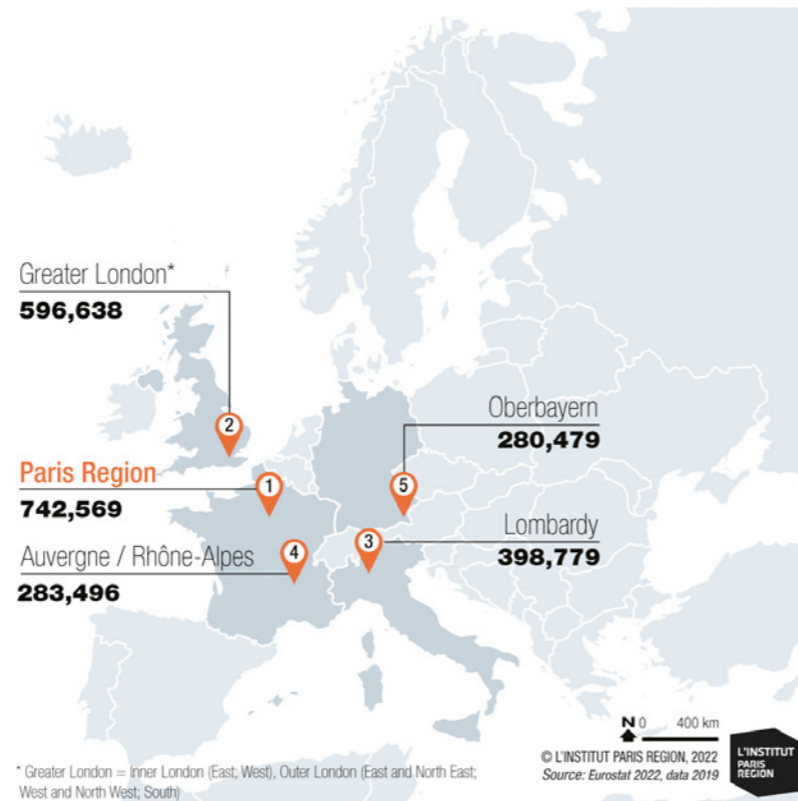 Greater London*
596,638
2
Oberbayern
280,479
5
Paris Region
742,569
1
Lombardy
398,779
3
Auvergne / Rhône-Alpes
283,496
4
N 0 400 km
© L'INSTITUT PARIS REGION, 2022
Source: Eurostat 2022, data 2019
L'INSTITUT
PARIS
REGION
* Greater London = Inner London (East; West), Outer London (East and North East;
West and North West; South)